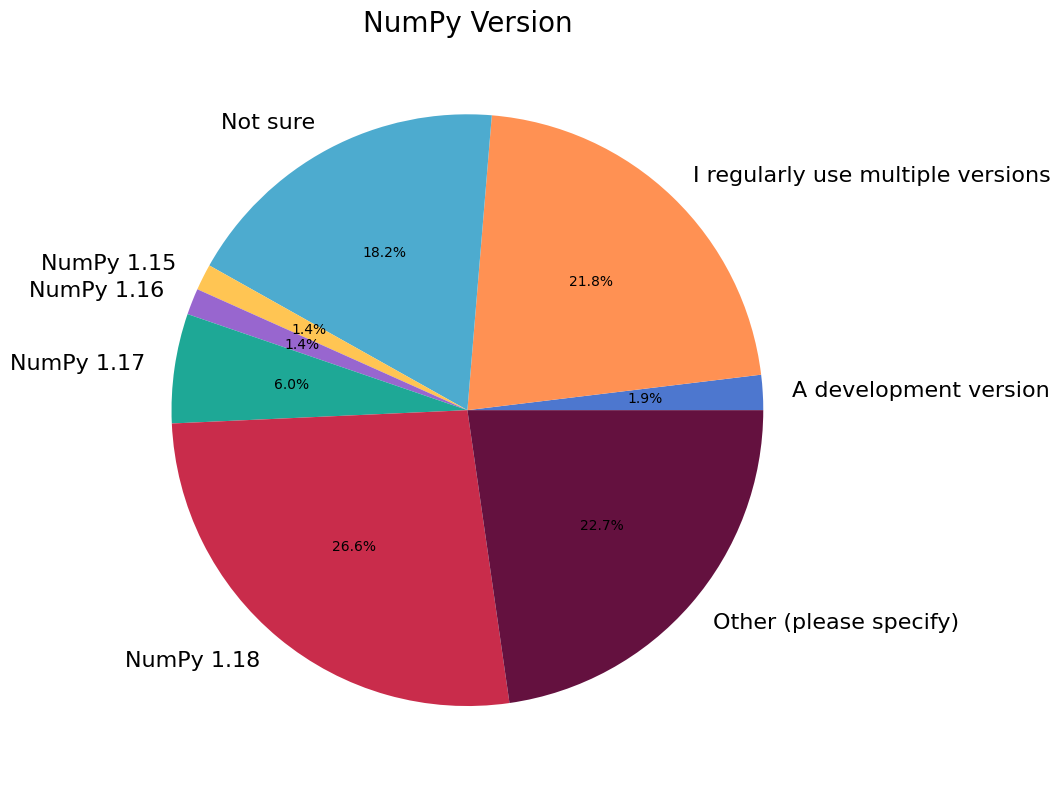 NumPy Version
Not sure
I regularly use multiple versions
18.2%
21.8%
NumPy 1.15
NumPy 1.16
1.4%
1.4%
NumPy 1.17
6.0%
1.9%
A development version
26.6%
22.7%
Other (please specify)
NumPy 1.18